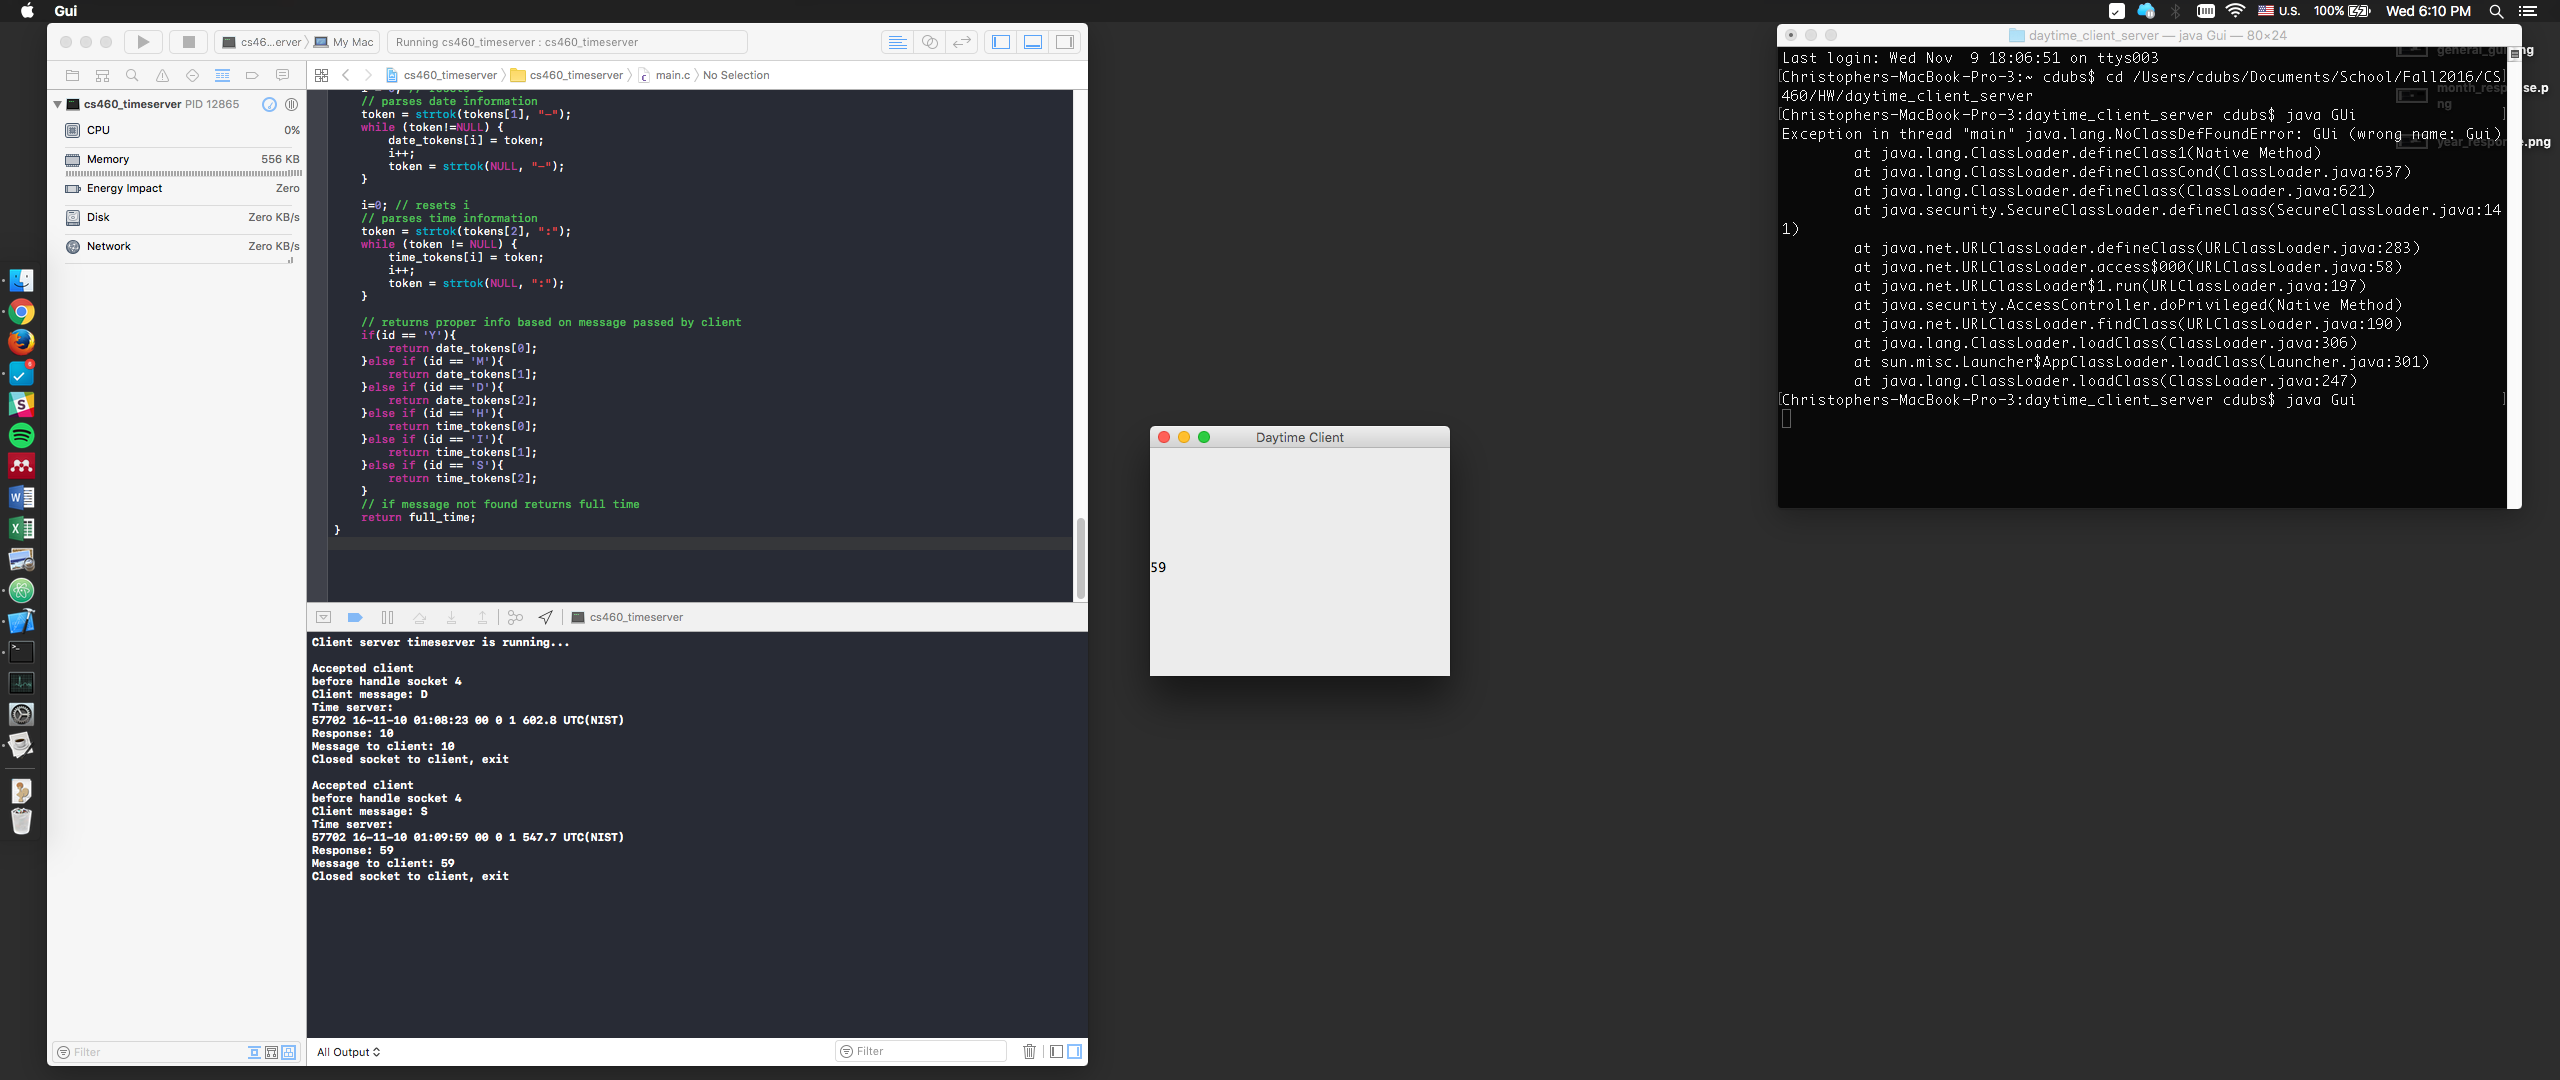 Gui
U.S.
100%
Wed 6:10 PM
cs46...erver
My Mac
Running cs460_timeserver : cs460_timeserver
cs460_timeserver
cs460_timeserver
main.c
No Selection
cs460_timeserver PID 12865
CPU
0%
Memory
556 KB
Energy Impact
Zero
Disk
Zero KB/s
Network
Zero KB/s
// parses date information
token = strtok(tokens[1], "-");
while (token!=NULL) {
date_tokens[i] = token;
i++;
token = strtok(NULL, "-");
}
i=0; // resets i
// parses time information
token = strtok(tokens[2], ":");
while (token != NULL) {
time_tokens[i] = token;
i++;
token = strtok(NULL, ":");
}
// returns proper info based on message passed by client
if(id == 'Y'){
return date_tokens[0];
}else if (id == 'M'){
return date_tokens[1];
}else if (id == 'D'){
return date_tokens[2];
}else if (id == 'H'){
return time_tokens[0];
}else if (id == 'I'){
return time_tokens[1];
}else if (id == 'S'){
return time_tokens[2];
}
// if message not found returns full time
return full_time;
}
cs460_timeserver
Client server timeserver is running...
Accepted client
before handle socket 4
Client message: D
Time server:
57702 16-11-10 01:08:23 00 0 1 602.8 UTC(NIST)
Response: 10
Message to client: 10
Closed socket to client, exit
Accepted client
before handle socket 4
Client message: S
Time server:
57702 16-11-10 01:09:59 00 0 1 547.7 UTC(NIST)
Response: 59
Message to client: 59
Closed socket to client, exit
Filter
All Output
Filter
Daytime Client
59
daytime_client_server — java Gui — 80×24
Last login: Wed Nov  9 18:06:51 on ttys003
[Christophers-MacBook-Pro-3:~ cdubs$ cd /Users/cdubs/Documents/School/Fall2016/CS]
460/HW/daytime_client_server
[Christophers-MacBook-Pro-3:daytime_client_server cdubs$ java GUi ]
Exception in thread "main" java.lang.NoClassDefFoundError: GUi (wrong name: Gui)
at java.lang.ClassLoader.defineClass1(Native Method)
at java.lang.ClassLoader.defineClassCond(ClassLoader.java:637)
at java.lang.ClassLoader.defineClass(ClassLoader.java:621)
at java.security.SecureClassLoader.defineClass(SecureClassLoader.java:14
1)
at java.net.URLClassLoader.defineClass(URLClassLoader.java:283)
at java.net.URLClassLoader.access$000(URLClassLoader.java:58)
at java.net.URLClassLoader$1.run(URLClassLoader.java:197)
at java.security.AccessController.doPrivileged(Native Method)
at java.net.URLClassLoader.findClass(URLClassLoader.java:190)
at java.lang.ClassLoader.loadClass(ClassLoader.java:306)
at sun.misc.Launcher$AppClassLoader.loadClass(Launcher.java:301)
at java.lang.ClassLoader.loadClass(ClassLoader.java:247)
[Christophers-MacBook-Pro-3:daytime_client_server cdubs$ java Gui ]
general_gui.png
month_response.p
ng
year_response.png